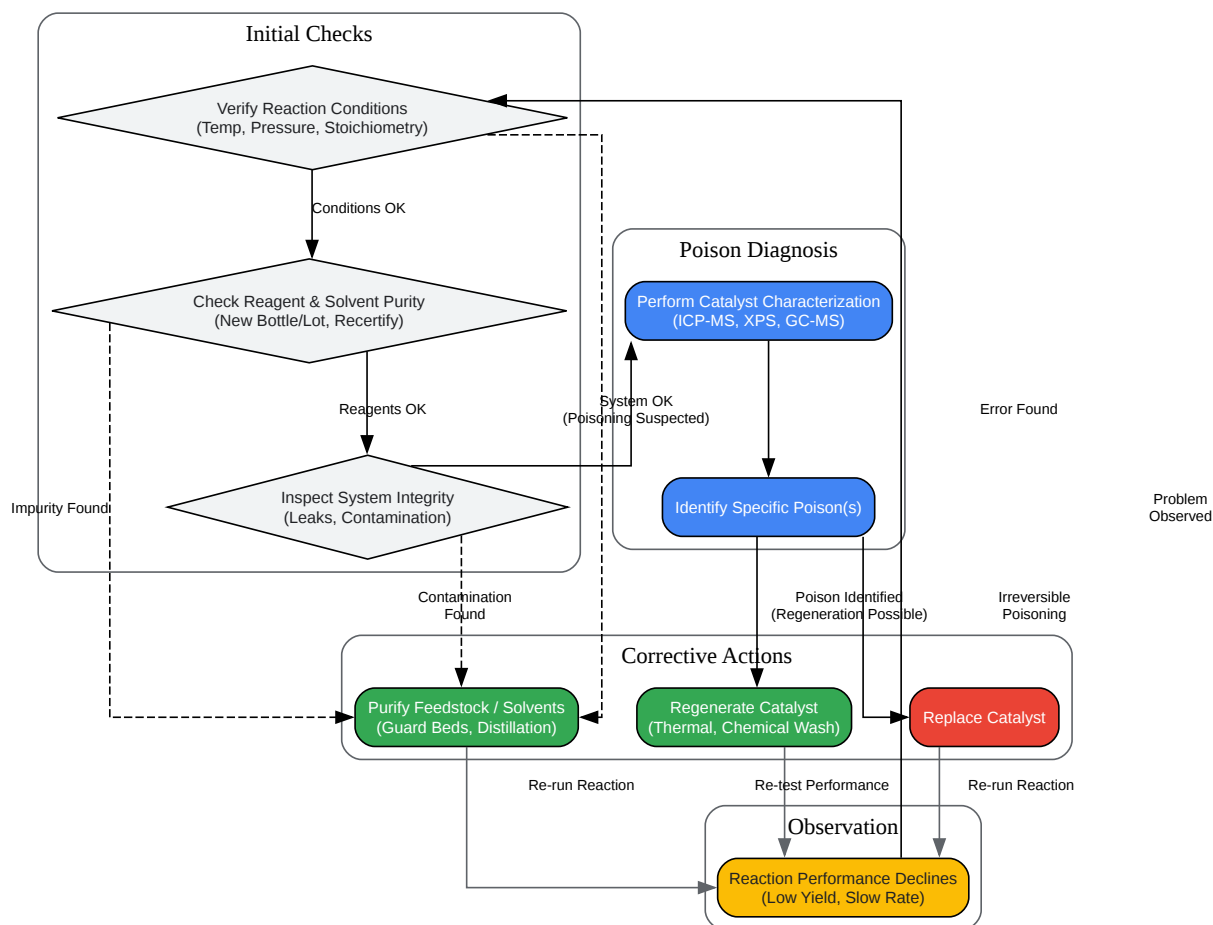 Initial Checks
Verify Reaction Conditions
(Temp, Pressure, Stoichiometry)
Conditions OK
Check Reagent & Solvent Purity
(New Bottle/Lot, Recertify)
Reagents OK
Inspect System Integrity
(Leaks, Contamination)
Impurity Found
Contamination
Found
System OK
(Poisoning Suspected)
Poison Diagnosis
Perform Catalyst Characterization
(ICP-MS, XPS, GC-MS)
Identify Specific Poison(s)
Error Found
Problem
Observed
Poison Identified
(Regeneration Possible)
Irreversible
Poisoning
Corrective Actions
Purify Feedstock / Solvents
(Guard Beds, Distillation)
Regenerate Catalyst
(Thermal, Chemical Wash)
Replace Catalyst
Re-run Reaction
Re-test Performance
Re-run Reaction
Observation
Reaction Performance Declines
(Low Yield, Slow Rate)